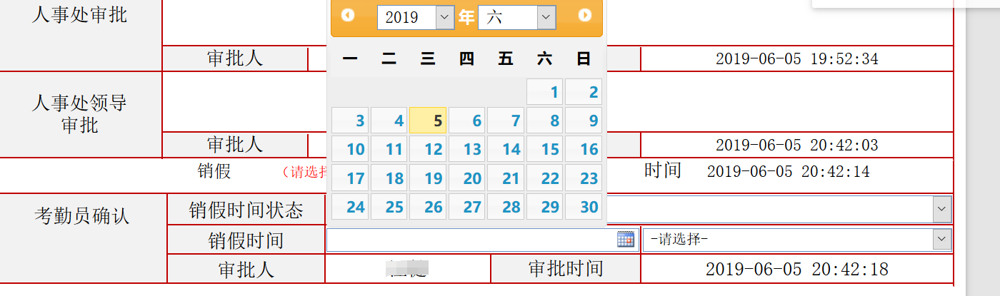 人事处审批
2019 年 六
一 二 三 四 五 六 日
审批人 2019-06-05 19:52:34
1 2
人事处领导
审批
3 4 5 6 7 8 9
审批人 2019-06-05 20:42:03
10 11 12 13 14 15 16
销假 （请选择 时间 2019-06-05 20:42:14
17 18 19 20 21 22 23
24 25 26 27 28 29 30
考勤员确认 销假时间状态
销假时间 -请选择-
审批人 审批时间 2019-06-05 20:42:18